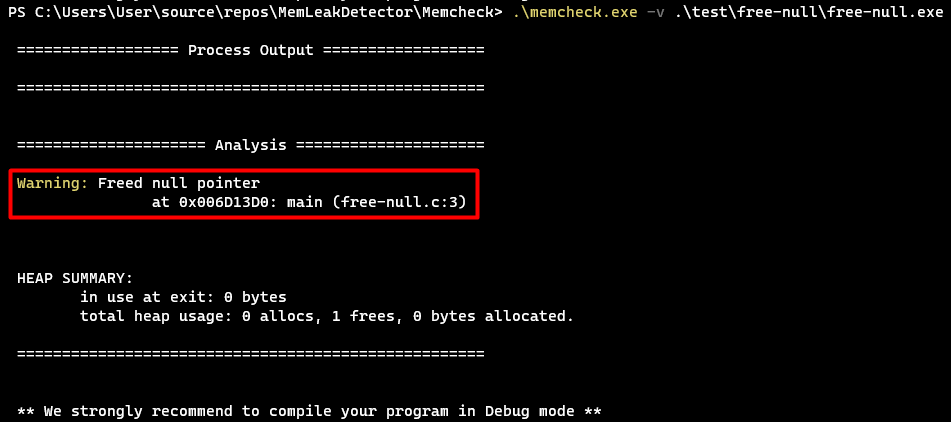 PS C:\Users\User\source\repos\MemLeakDetector\Memcheck> .\memcheck.exe -v .\test\free-null\free-null.exe
================== Process Output ==================
====================================================
===================== Analysis =====================
Warning: Freed null pointer
at 0x006D13D0: main (free-null.c:3)
HEAP SUMMARY:
in use at exit: 0 bytes
total heap usage: 0 allocs, 1 frees, 0 bytes allocated.
====================================================
** We strongly recommend to compile your program in Debug mode **